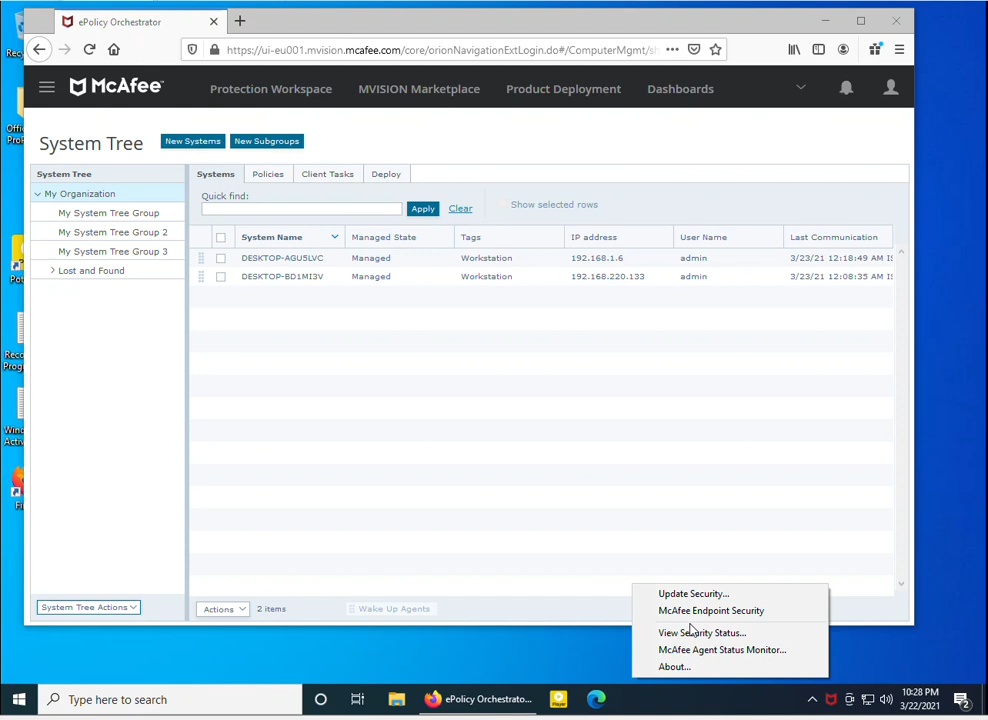 ePolicy Orchestrator
https://ui-eu001.mvision.mcafee.com/core/orionNavigationExtLogin.do#/ComputerMgmt/s
McAfee™
Protection Workspace MVISION Marketplace Product Deployment Dashboards
System Tree New Systems New Subgroups
System Tree
My Organization
My System Tree Group
My System Tree Group 2
My System Tree Group 3
Lost and Found
System Tree Actions
Systems Policies Client Tasks Deploy
Quick find:
Apply Clear Show selected rows
System Name Managed State Tags IP address User Name Last Communication
DESKTOP-AGU5LVC Managed Workstation 192.168.1.6 admin 3/23/21 12:18:49 AM IS
DESKTOP-BD1MI3V Managed Workstation 192.168.220.133 admin 3/23/21 12:08:35 AM IS
Actions 2 items Wake Up Agents
Update Security...
McAfee Endpoint Security
View Security Status...
McAfee Agent Status Monitor...
About...
Type here to search
ePolicy Orchestrato...
Player
10:28 PM
3/22/2021
2